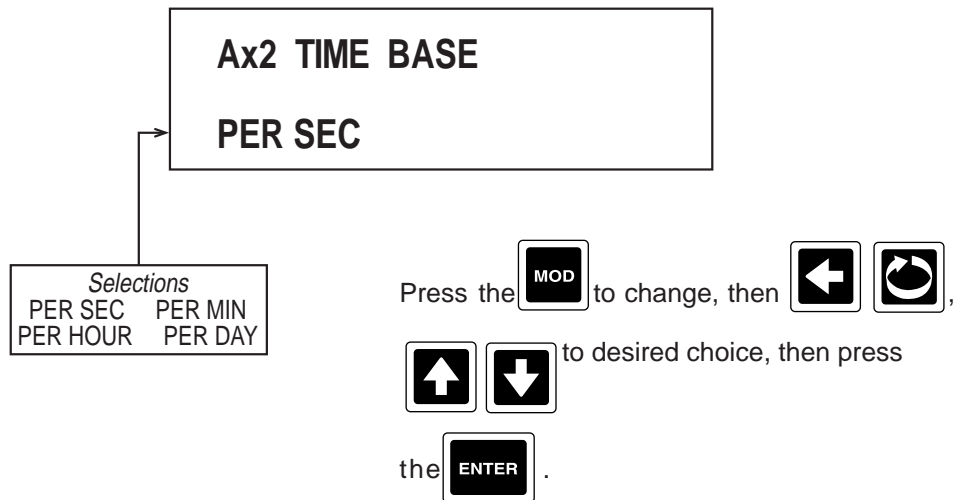 Ax2 TIME BASE
PER SEC
Selections
PER SEC PER MIN
PER HOUR PER DAY
Press the MOD to change, then ,
to desired choice, then press
the ENTER .